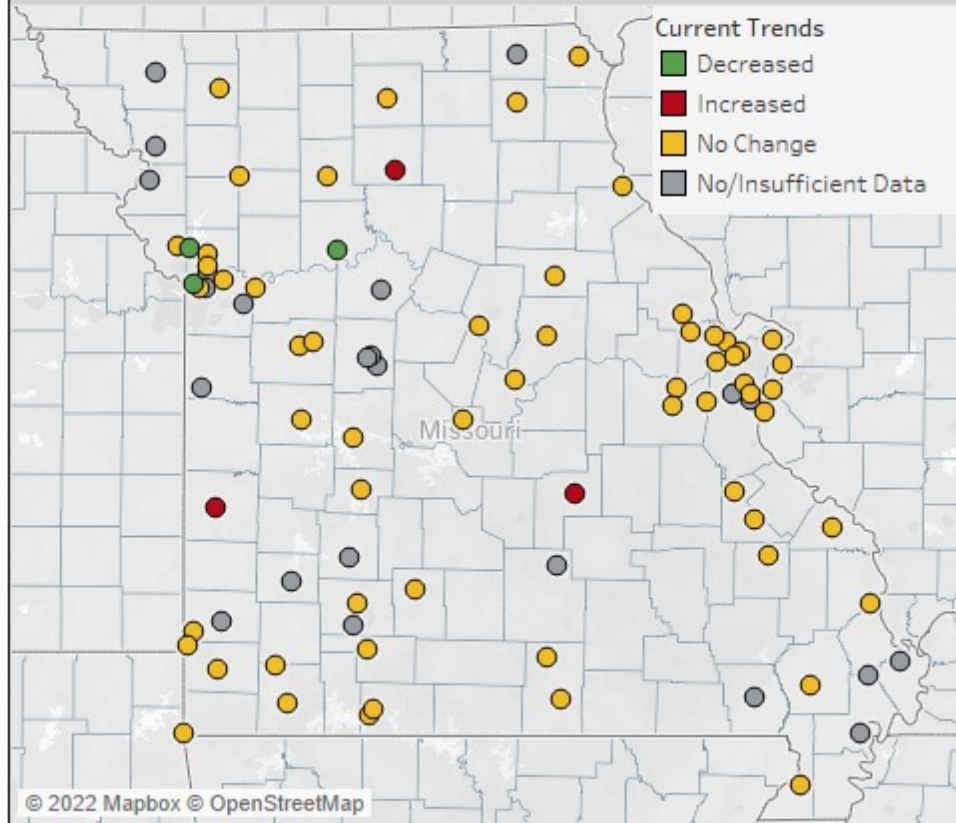 Current Trends
Decreased
Increased
No Change
No/Insufficient Data
Missouri
© 2022 Mapbox © OpenStreetMap